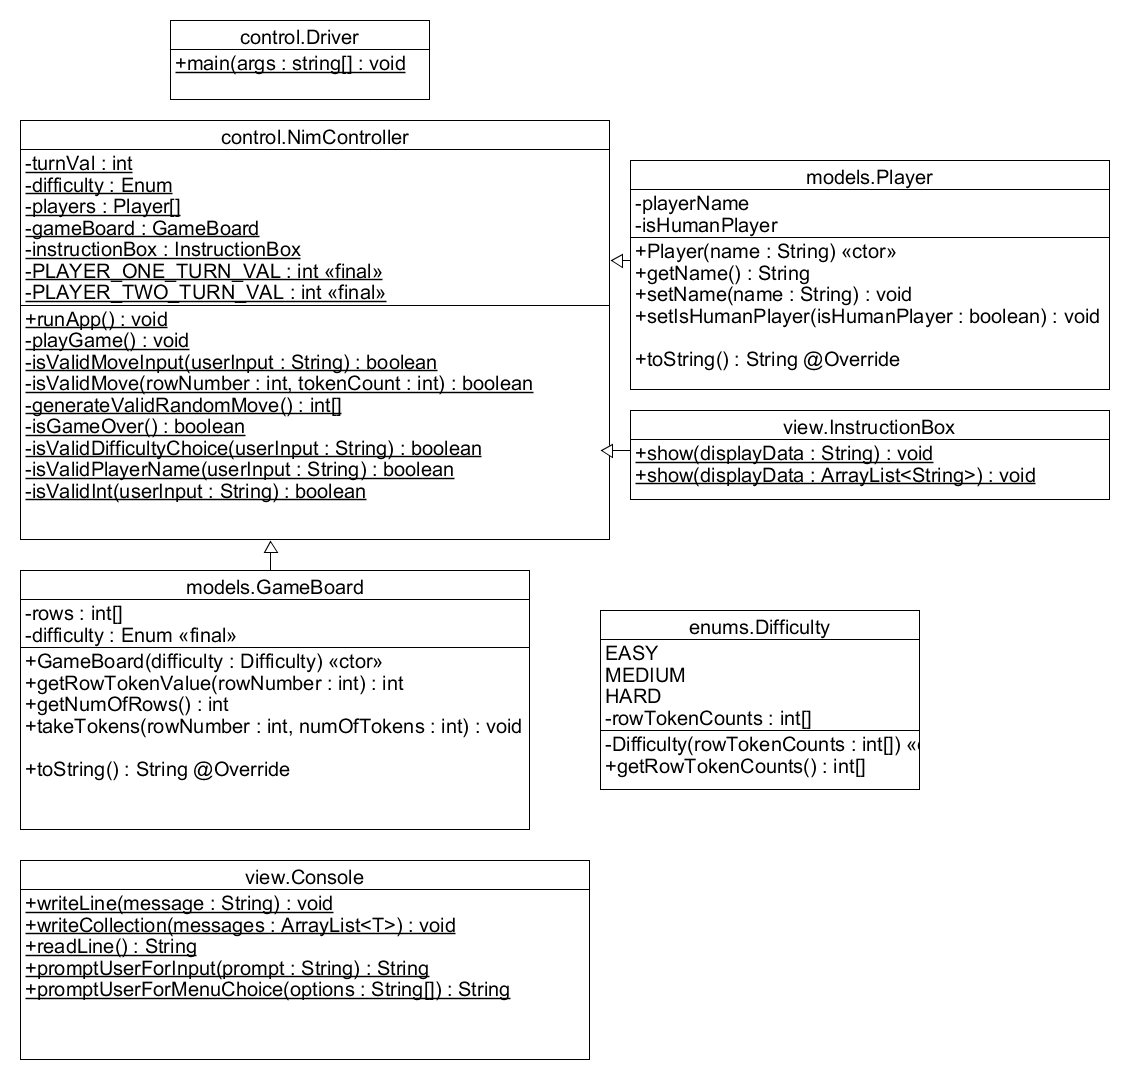 control.Driver
+main(args : string[] : void
control.NimController
-turnVal : int
-difficulty : Enum
-players : Player[]
-gameBoard : GameBoard
-instructionBox : InstructionBox
-PLAYER_ONE_TURN_VAL : int «final»
-PLAYER_TWO_TURN_VAL : int «final»
+runApp() : void
-playGame() : void
-isValidMoveInput(userInput : String) : boolean
-isValidMove(rowNumber : int, tokenCount : int) : boolean
-generateValidRandomMove() : int[]
-isGameOver() : boolean
-isValidDifficultyChoice(userInput : String) : boolean
-isValidPlayerName(userInput : String) : boolean
-isValidInt(userInput : String) : boolean
models.Player
-playerName
-isHumanPlayer
+Player(name : String) «ctor»
+getName() : String
+setName(name : String) : void
+setIsHumanPlayer(isHumanPlayer : boolean) : void
+toString() : String @Override
view.InstructionBox
+show(displayData : String) : void
+show(displayData : ArrayList<String>) : void
models.GameBoard
-rows : int[]
-difficulty : Enum «final»
+GameBoard(difficulty : Difficulty) «ctor»
+getRowTokenValue(rowNumber : int) : int
+getNumOfRows() : int
+takeTokens(rowNumber : int, numOfTokens : int) : void
+toString() : String @Override
enums.Difficulty
EASY
MEDIUM
HARD
-rowTokenCounts : int[]
-Difficulty(rowTokenCounts : int[]) «
+getRowTokenCounts() : int[]
view.Console
+writeLine(message : String) : void
+writeCollection(messages : ArrayList<T>) : void
+readLine() : String
+promptUserForInput(prompt : String) : String
+promptUserForMenuChoice(options : String[]) : String